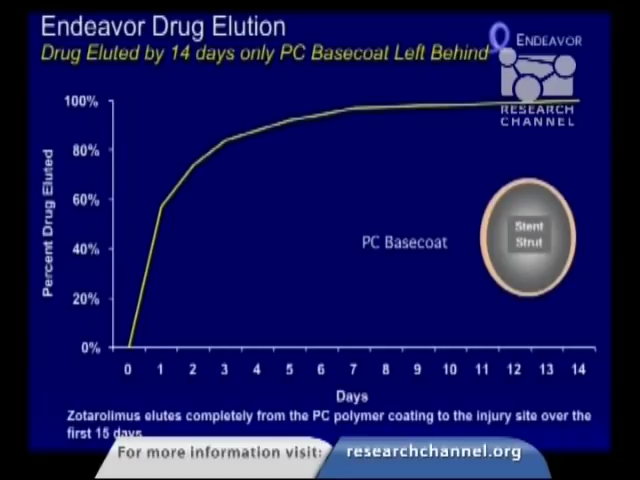 Endeavor Drug Elution
Drug Eluted by 14 days only PC Basecoat Left Behind
ENDEAVOR
RESEARCH
CHANNEL
100%
80%
60%
40%
20%
0%
Percent Drug Eluted
PC Basecoat
Stent
Strut
0 1 2 3 4 5 6 7 8 9 10 11 12 13 14
Days
Zotarolimus elutes completely from the PC polymer coating to the injury site over the
first 15 days
For more information visit: researchchannel.org